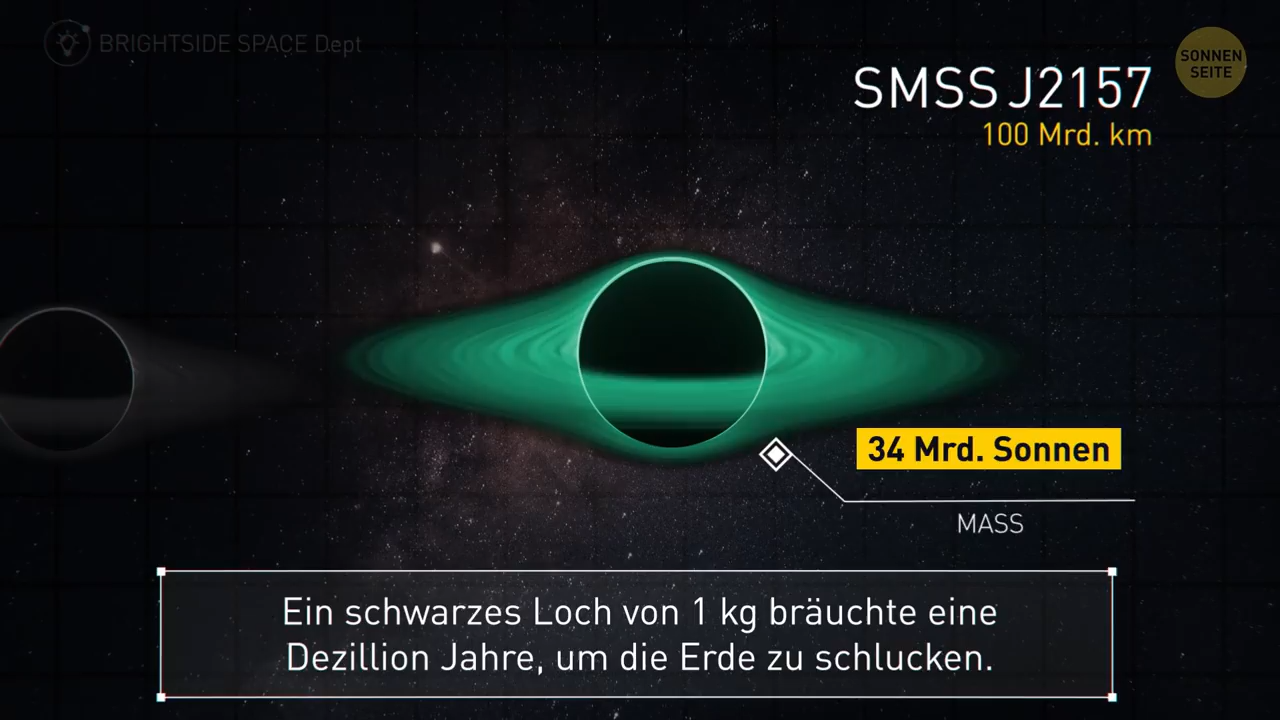 BRIGHTSIDE SPACE Dept
SONNEN
SEITE
SMSS J2157
100 Mrd. km
34 Mrd. Sonnen
MASS
Ein schwarzes Loch von 1 kg bräuchte eine
Dezillion Jahre, um die Erde zu schlucken.